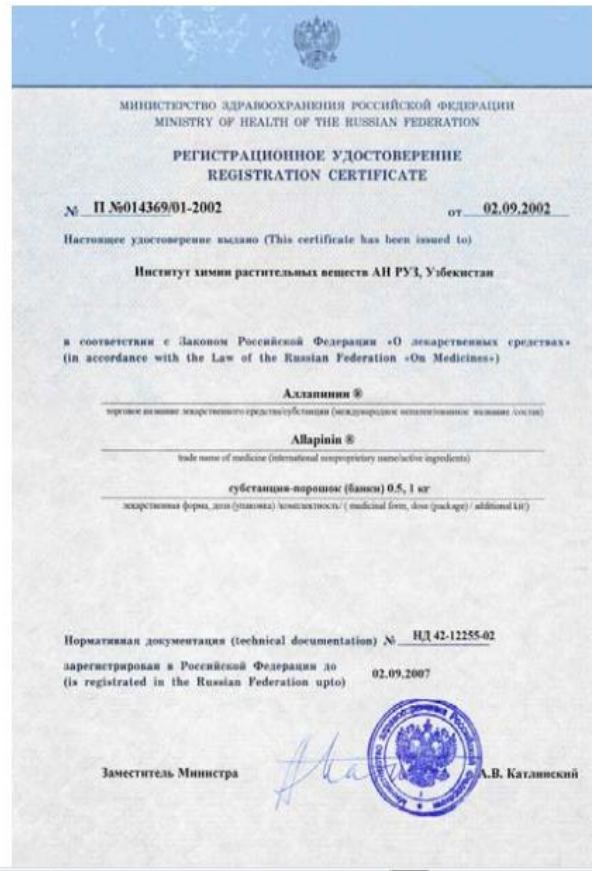 МИНИСТЕРСТВО ЗДРАВООХРАНЕНИЯ РОССИЙСКОЙ ФЕДЕРАЦИИ
MINISTRY OF HEALTH OF THE RUSSIAN FEDERATION
РЕГИСТРАЦИОННОЕ УДОСТОВЕРЕНИЕ
REGISTRATION CERTIFICATE
№ П №014369/01-2002 от 02.09.2002
Настоящее удостоверение выдано (This certificate has been issued to)
Институт химии растительных веществ АН РУЗ, Узбекистан
в соответствии с Законом Российской Федерации «О лекарственных средствах»
(in accordance with the Law of the Russian Federation «On Medicines»)
Аллапинин ®
торговое название лекарственного средства/субстанции (международное непатентованное название /состав)
Allapinin ®
trade name of medicine (international nonproprietary name/active ingredients)
субстанция-порошок (банки) 0.5, 1 кг
лекарственная форма, доза (упаковка) /комплектность/ ( medicinal form, dose (package) / additional kit/)
Нормативная документация (technical documentation) № НД 42-12255-02
зарегистрирован в Российской Федерации до
(is registrated in the Russian Federation upto) 02.09.2007
Заместитель Министра А.В. Катлинский